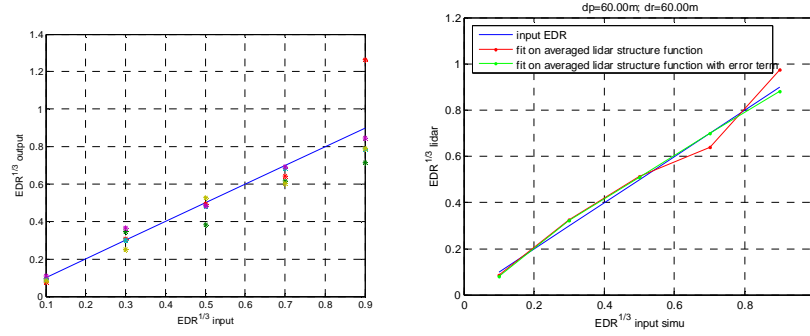 1.4
1.2
1
0.8
0.6
0.4
0.2
0
EDR^1/3 output
0.1 0.2 0.3 0.4 0.5 0.6 0.7 0.8 0.9
EDR^1/3 input
dp=60.00m; dr=60.00m
input EDR
fit on averaged lidar structure function
fit on averaged lidar structure function with error term
1.2
1
0.8
0.6
0.4
0.2
0
EDR^1/3 lidar
0 0.2 0.4 0.6 0.8
EDR^1/3 input simu